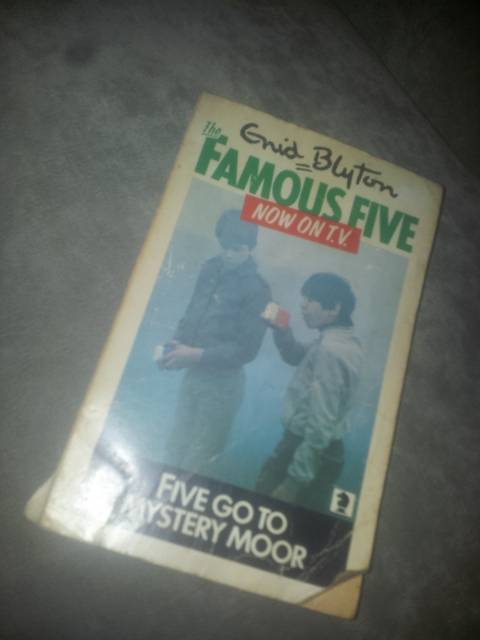 Enid Blyton
The
FAMOUS FIVE
NOW ON T.V.
FIVE GO TO
MYSTERY MOOR